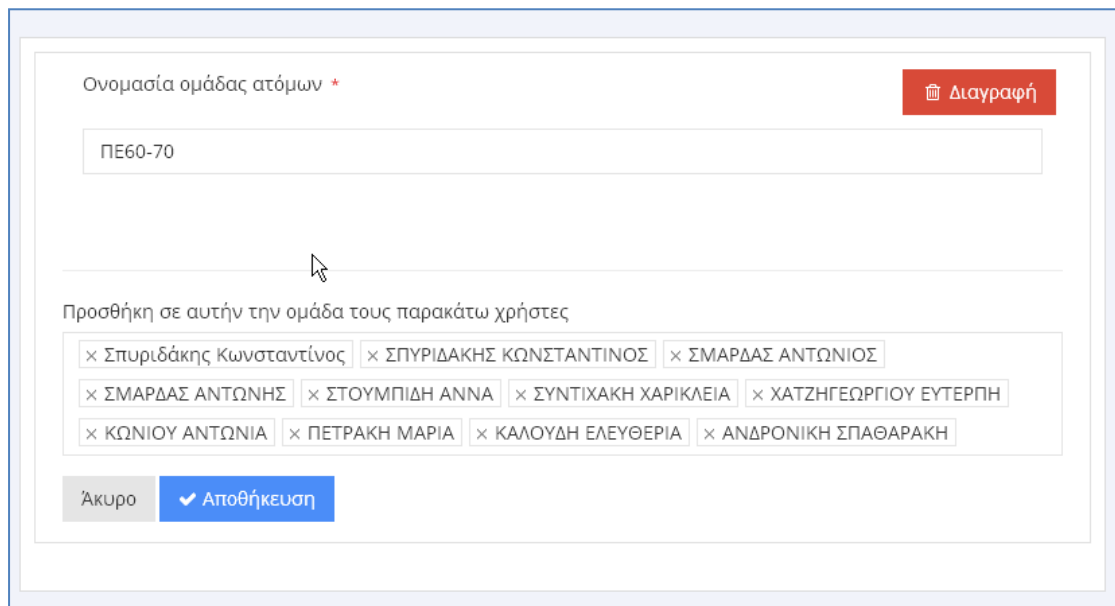 Ονομασία ομάδας ατόμων *
Διαγραφή
ΠΕ60-70
Προσθήκη σε αυτήν την ομάδα τους παρακάτω χρήστες
× Σπυριδάκης Κωνσταντίνος × ΣΠΥΡΙΔΑΚΗΣ ΚΩΝΣΤΑΝΤΙΝΟΣ × ΣΜΑΡΔΑΣ ΑΝΤΩΝΙΟΣ
× ΣΜΑΡΔΑΣ ΑΝΤΩΝΗΣ × ΣΤΟΥΜΠΙΔΗ ΑΝΝΑ × ΣΥΝΤΙΧΑΚΗ ΧΑΡΙΚΛΕΙΑ × ΧΑΤΖΗΓΕΩΡΓΙΟΥ ΕΥΤΕΡΠΗ
× ΚΩΝΙΟΥ ΑΝΤΩΝΙΑ × ΠΕΤΡΑΚΗ ΜΑΡΙΑ × ΚΑΛΟΥΔΗ ΕΛΕΥΘΕΡΙΑ × ΑΝΔΡΟΝΙΚΗ ΣΠΑΘΑΡΑΚΗ
Άκυρο ✔ Αποθήκευση